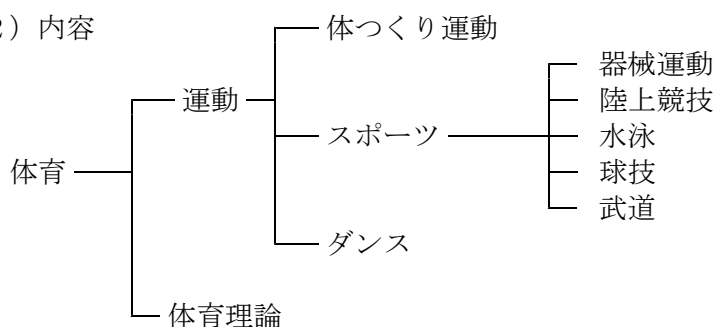 ２）内容
体つくり運動
器械運動
運動
陸上競技
スポーツ
水泳
体育
球技
武道
ダンス
体育理論